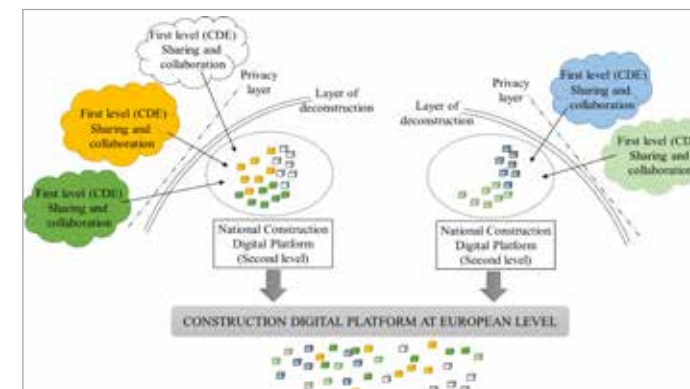 First level (CDE)
Sharing and
collaboration
Privacy
layer
Layer of
deconstruction
First level (CDE)
Sharing and
collaboration
First level (CDE)
Sharing and
collaboration
National Construction
Digital Platform
(Second level)
Privacy
layer
Layer of
deconstruction
First level (CDE)
Sharing and
collaboration
First level (CD
Sharing and
collaboration
National Construction
Digital Platform
(Second level)
CONSTRUCTION DIGITAL PLATFORM AT EUROPEAN LEVEL